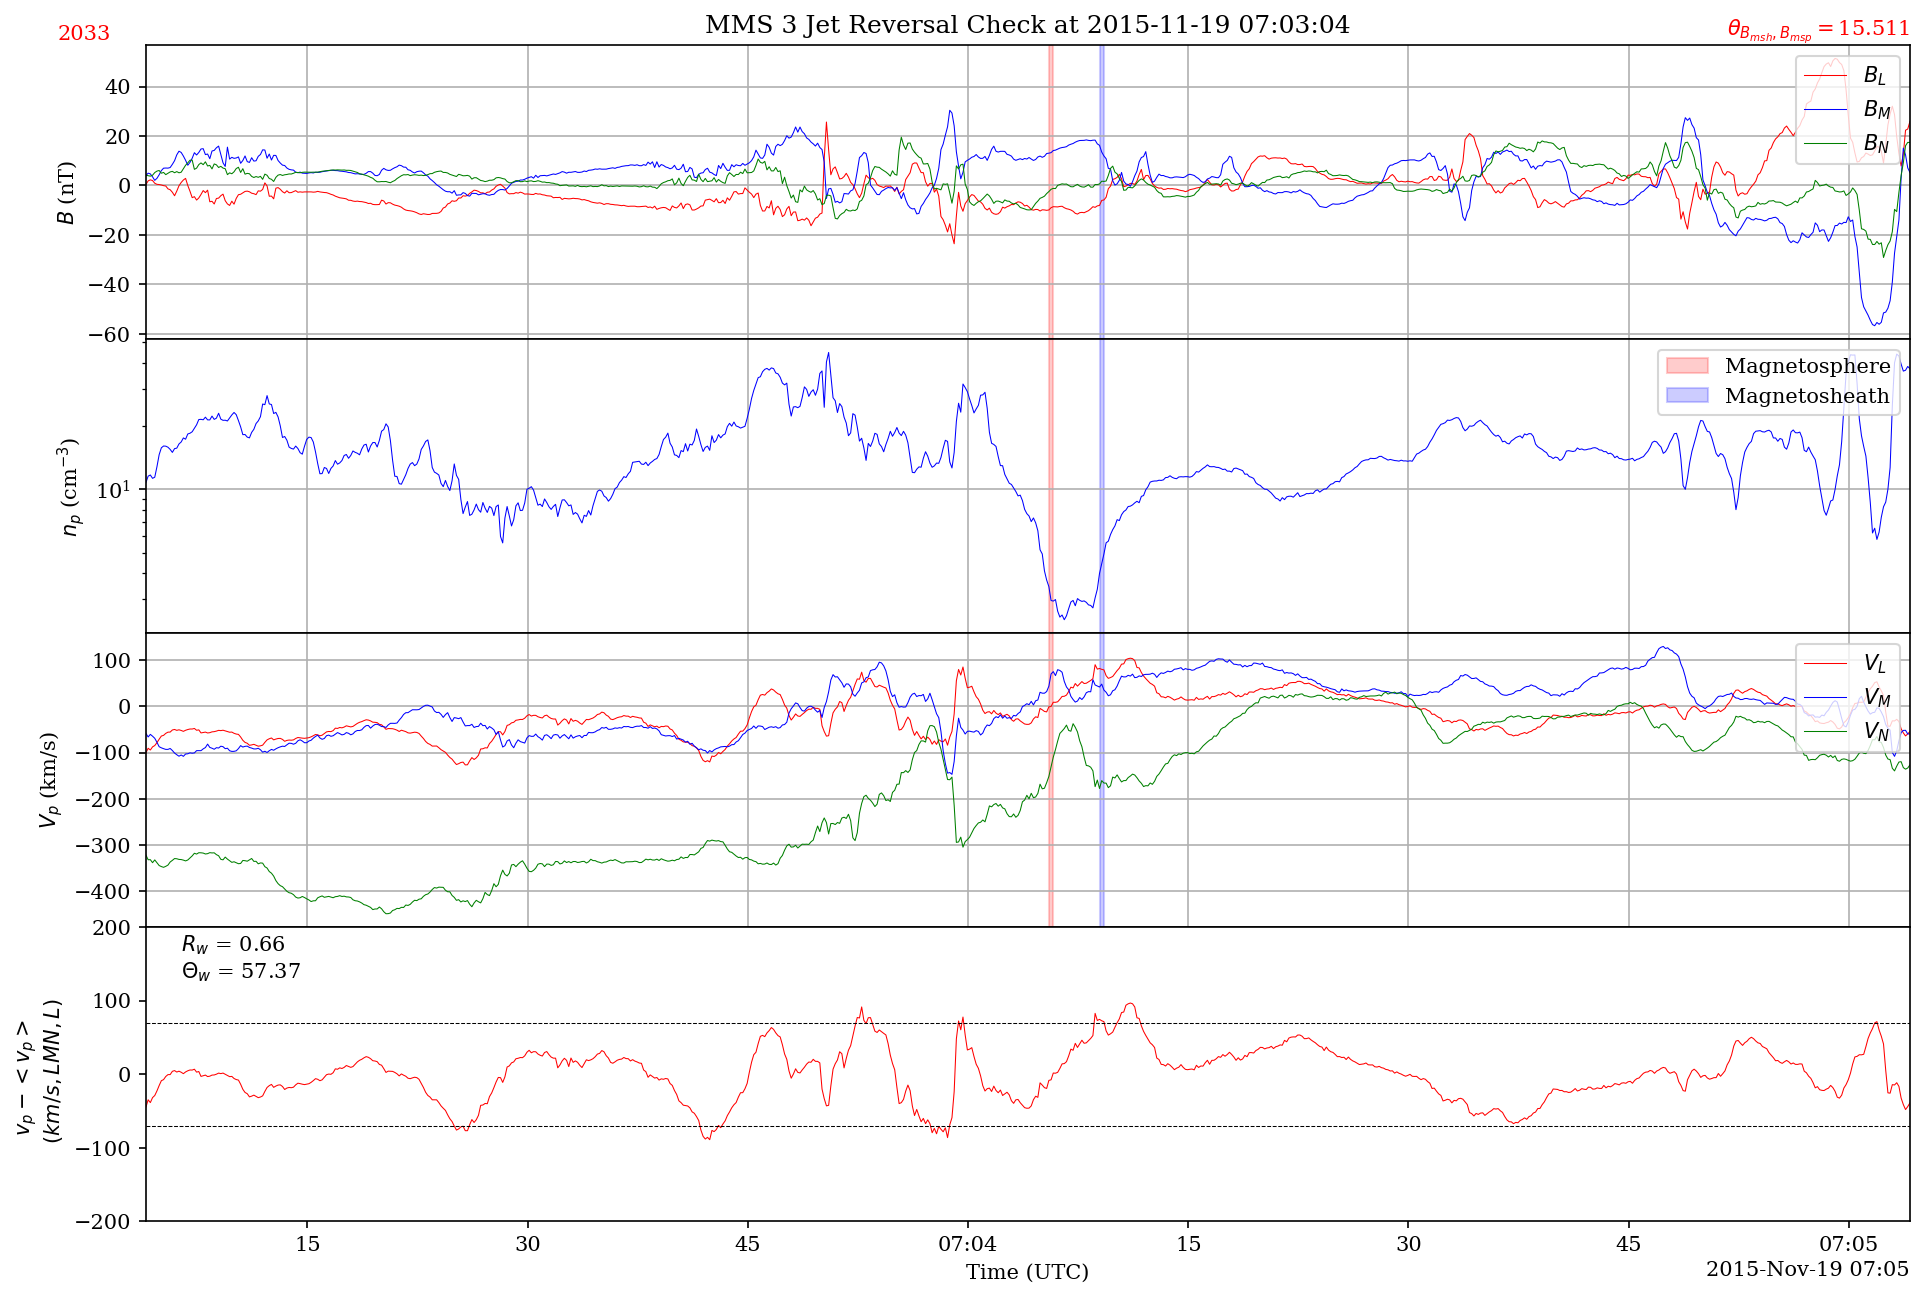 MMS 3 Jet Reversal Check at 2015-11-19 07:03:04
2033
θ_{B_{msh}, B_{msp}} = 15.511
B (nT)
40
20
0
−20
−40
−60
B_L
B_M
B_N
n_p (cm^{−3})
10^1
Magnetosphere
Magnetosheath
V_p (km/s)
100
0
−100
−200
−300
−400
V_L
V_M
V_N
v_p − <v_p>
(km/s, LMN, L)
200
100
0
−100
−200
R_w = 0.66
Θ_w = 57.37
15
30
45
07:04
15
30
45
07:05
Time (UTC)
2015-Nov-19 07:05